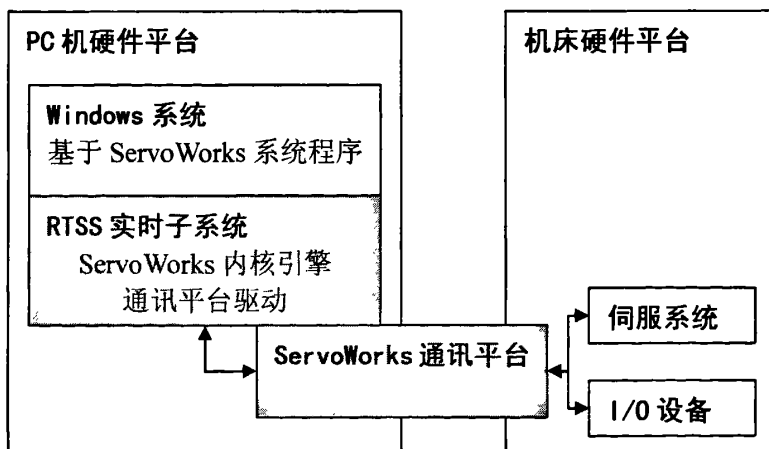 PC机硬件平台
机床硬件平台
Windows 系统
基于 ServoWorks 系统程序
RTSS 实时子系统
ServoWorks 内核引擎
通讯平台驱动
ServoWorks 通讯平台
伺服系统
I/O 设备